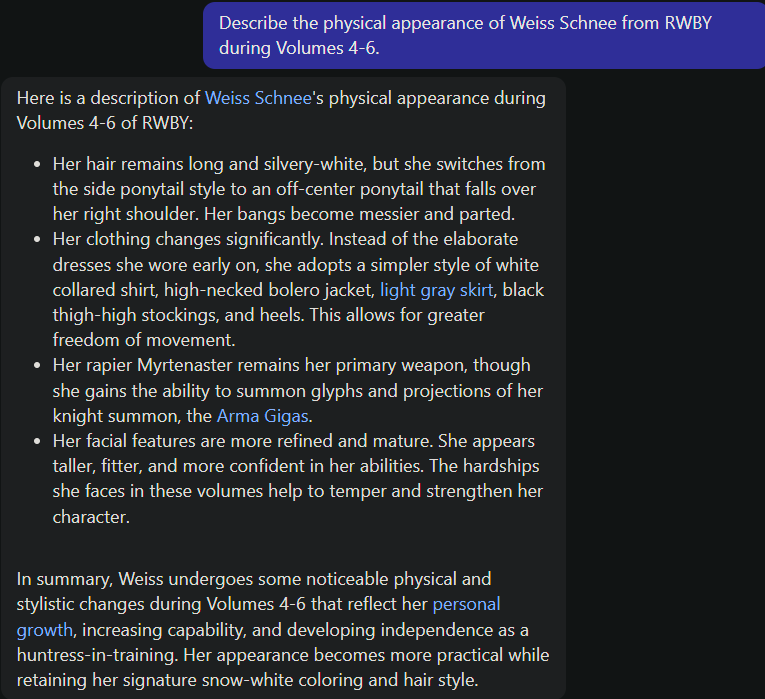 Describe the physical appearance of Weiss Schnee from RWBY
during Volumes 4-6.
Here is a description of Weiss Schnee's physical appearance during
Volumes 4-6 of RWBY:
• Her hair remains long and silvery-white, but she switches from
the side ponytail style to an off-center ponytail that falls over
her right shoulder. Her bangs become messier and parted.
• Her clothing changes significantly. Instead of the elaborate
dresses she wore early on, she adopts a simpler style of white
collared shirt, high-necked bolero jacket, light gray skirt, black
thigh-high stockings, and heels. This allows for greater
freedom of movement.
• Her rapier Myrtenaster remains her primary weapon, though
she gains the ability to summon glyphs and projections of her
knight summon, the Arma Gigas.
• Her facial features are more refined and mature. She appears
taller, fitter, and more confident in her abilities. The hardships
she faces in these volumes help to temper and strengthen her
character.
In summary, Weiss undergoes some noticeable physical and
stylistic changes during Volumes 4-6 that reflect her personal
growth, increasing capability, and developing independence as a
huntress-in-training. Her appearance becomes more practical while
retaining her signature snow-white coloring and hair style.